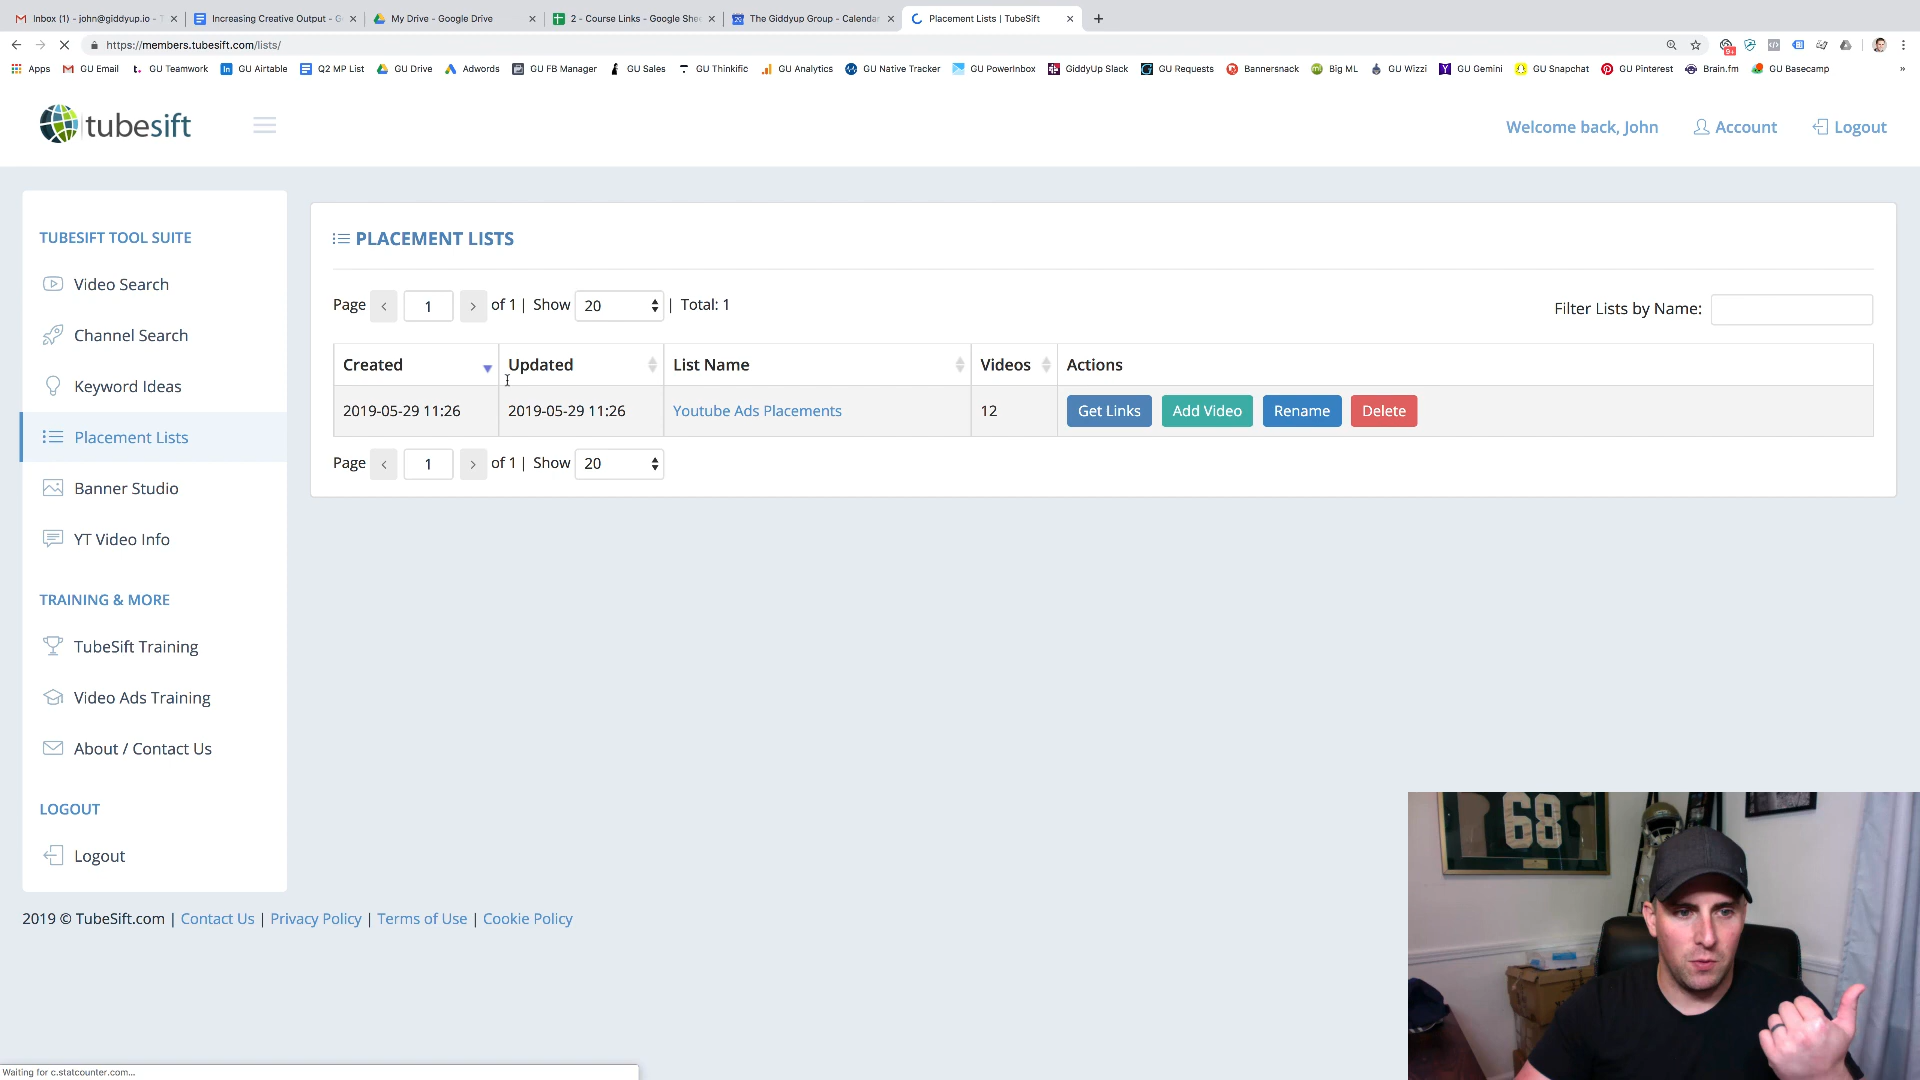 Inbox (1) - john@giddyup.io - T
Increasing Creative Output - G
My Drive - Google Drive
2 - Course Links - Google She
The Giddyup Group - Calendar
Placement Lists | TubeSift
https://members.tubesift.com/lists/
Apps GU Email GU Teamwork GU Airtable Q2 MP List GU Drive Adwords GU FB Manager GU Sales GU Thinkific GU Analytics GU Native Tracker GU PowerInbox GiddyUp Slack GU Requests Bannersnack Big ML GU Wizzi GU Gemini GU Snapchat GU Pinterest Brain.fm GU Basecamp »
tubesift
Welcome back, John Account Logout
TUBESIFT TOOL SUITE
Video Search
Channel Search
Keyword Ideas
Placement Lists
Banner Studio
YT Video Info
TRAINING & MORE
TubeSift Training
Video Ads Training
About / Contact Us
LOGOUT
Logout
PLACEMENT LISTS
Page < 1 > of 1 | Show 20 | Total: 1
Filter Lists by Name:
Created Updated List Name Videos Actions
2019-05-29 11:26 2019-05-29 11:26 Youtube Ads Placements 12 Get Links Add Video Rename Delete
Page < 1 > of 1 | Show 20
2019 © TubeSift.com | Contact Us | Privacy Policy | Terms of Use | Cookie Policy
68
Waiting for c.statcounter.com...